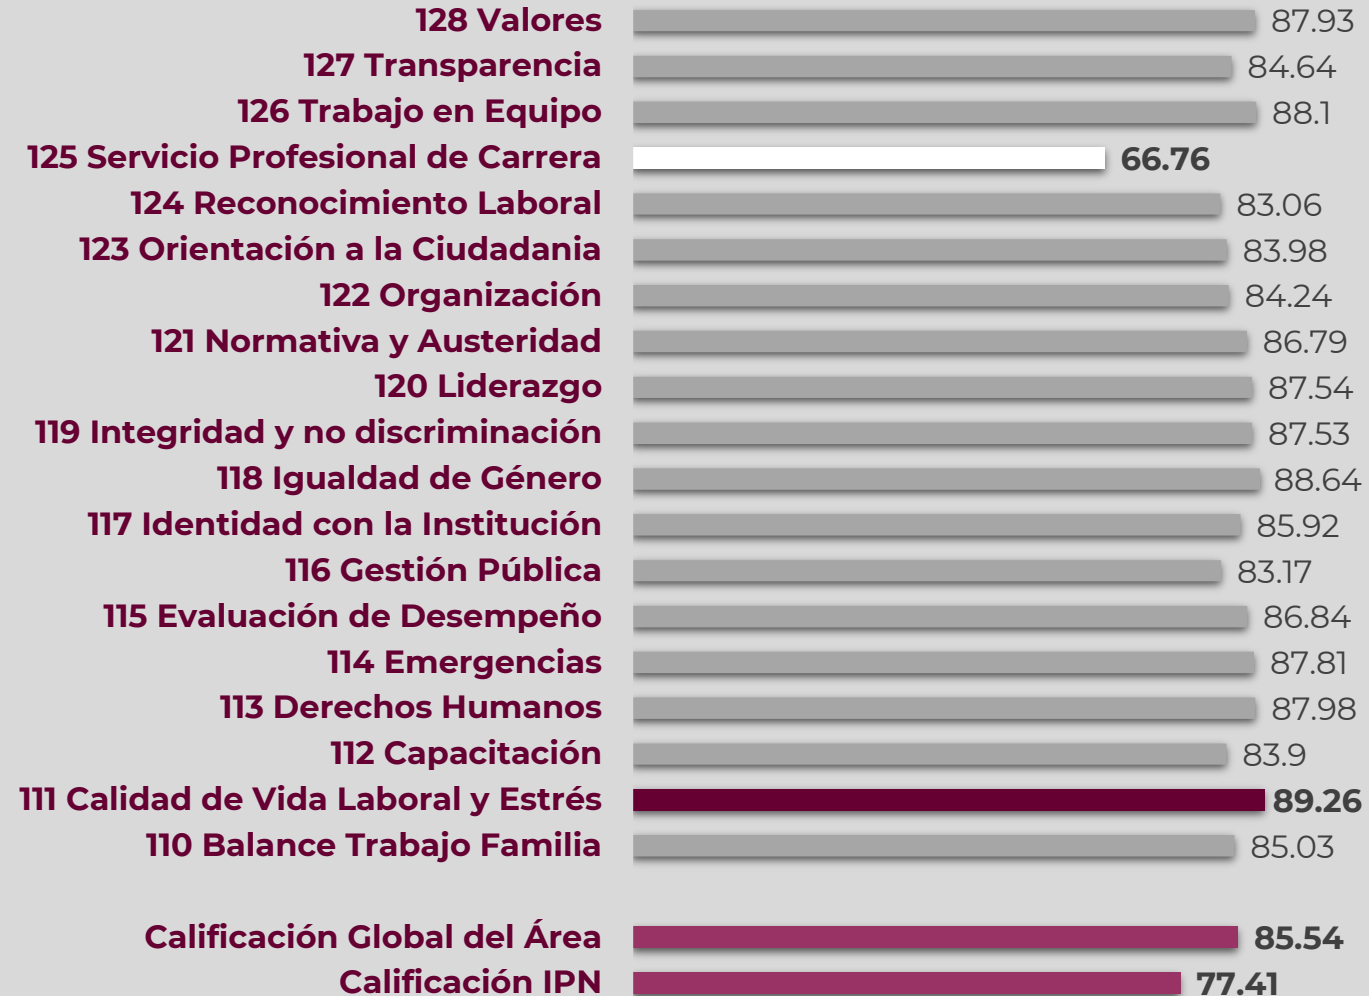 128 Valores 87.93
127 Transparencia 84.64
126 Trabajo en Equipo 88.1
125 Servicio Profesional de Carrera 66.76
124 Reconocimiento Laboral 83.06
123 Orientación a la Ciudadania 83.98
122 Organización 84.24
121 Normativa y Austeridad 86.79
120 Liderazgo 87.54
119 Integridad y no discriminación 87.53
118 Igualdad de Género 88.64
117 Identidad con la Institución 85.92
116 Gestión Pública 83.17
115 Evaluación de Desempeño 86.84
114 Emergencias 87.81
113 Derechos Humanos 87.98
112 Capacitación 83.9
111 Calidad de Vida Laboral y Estrés 89.26
110 Balance Trabajo Familia 85.03
Calificación Global del Área 85.54
Calificación IPN 77.41